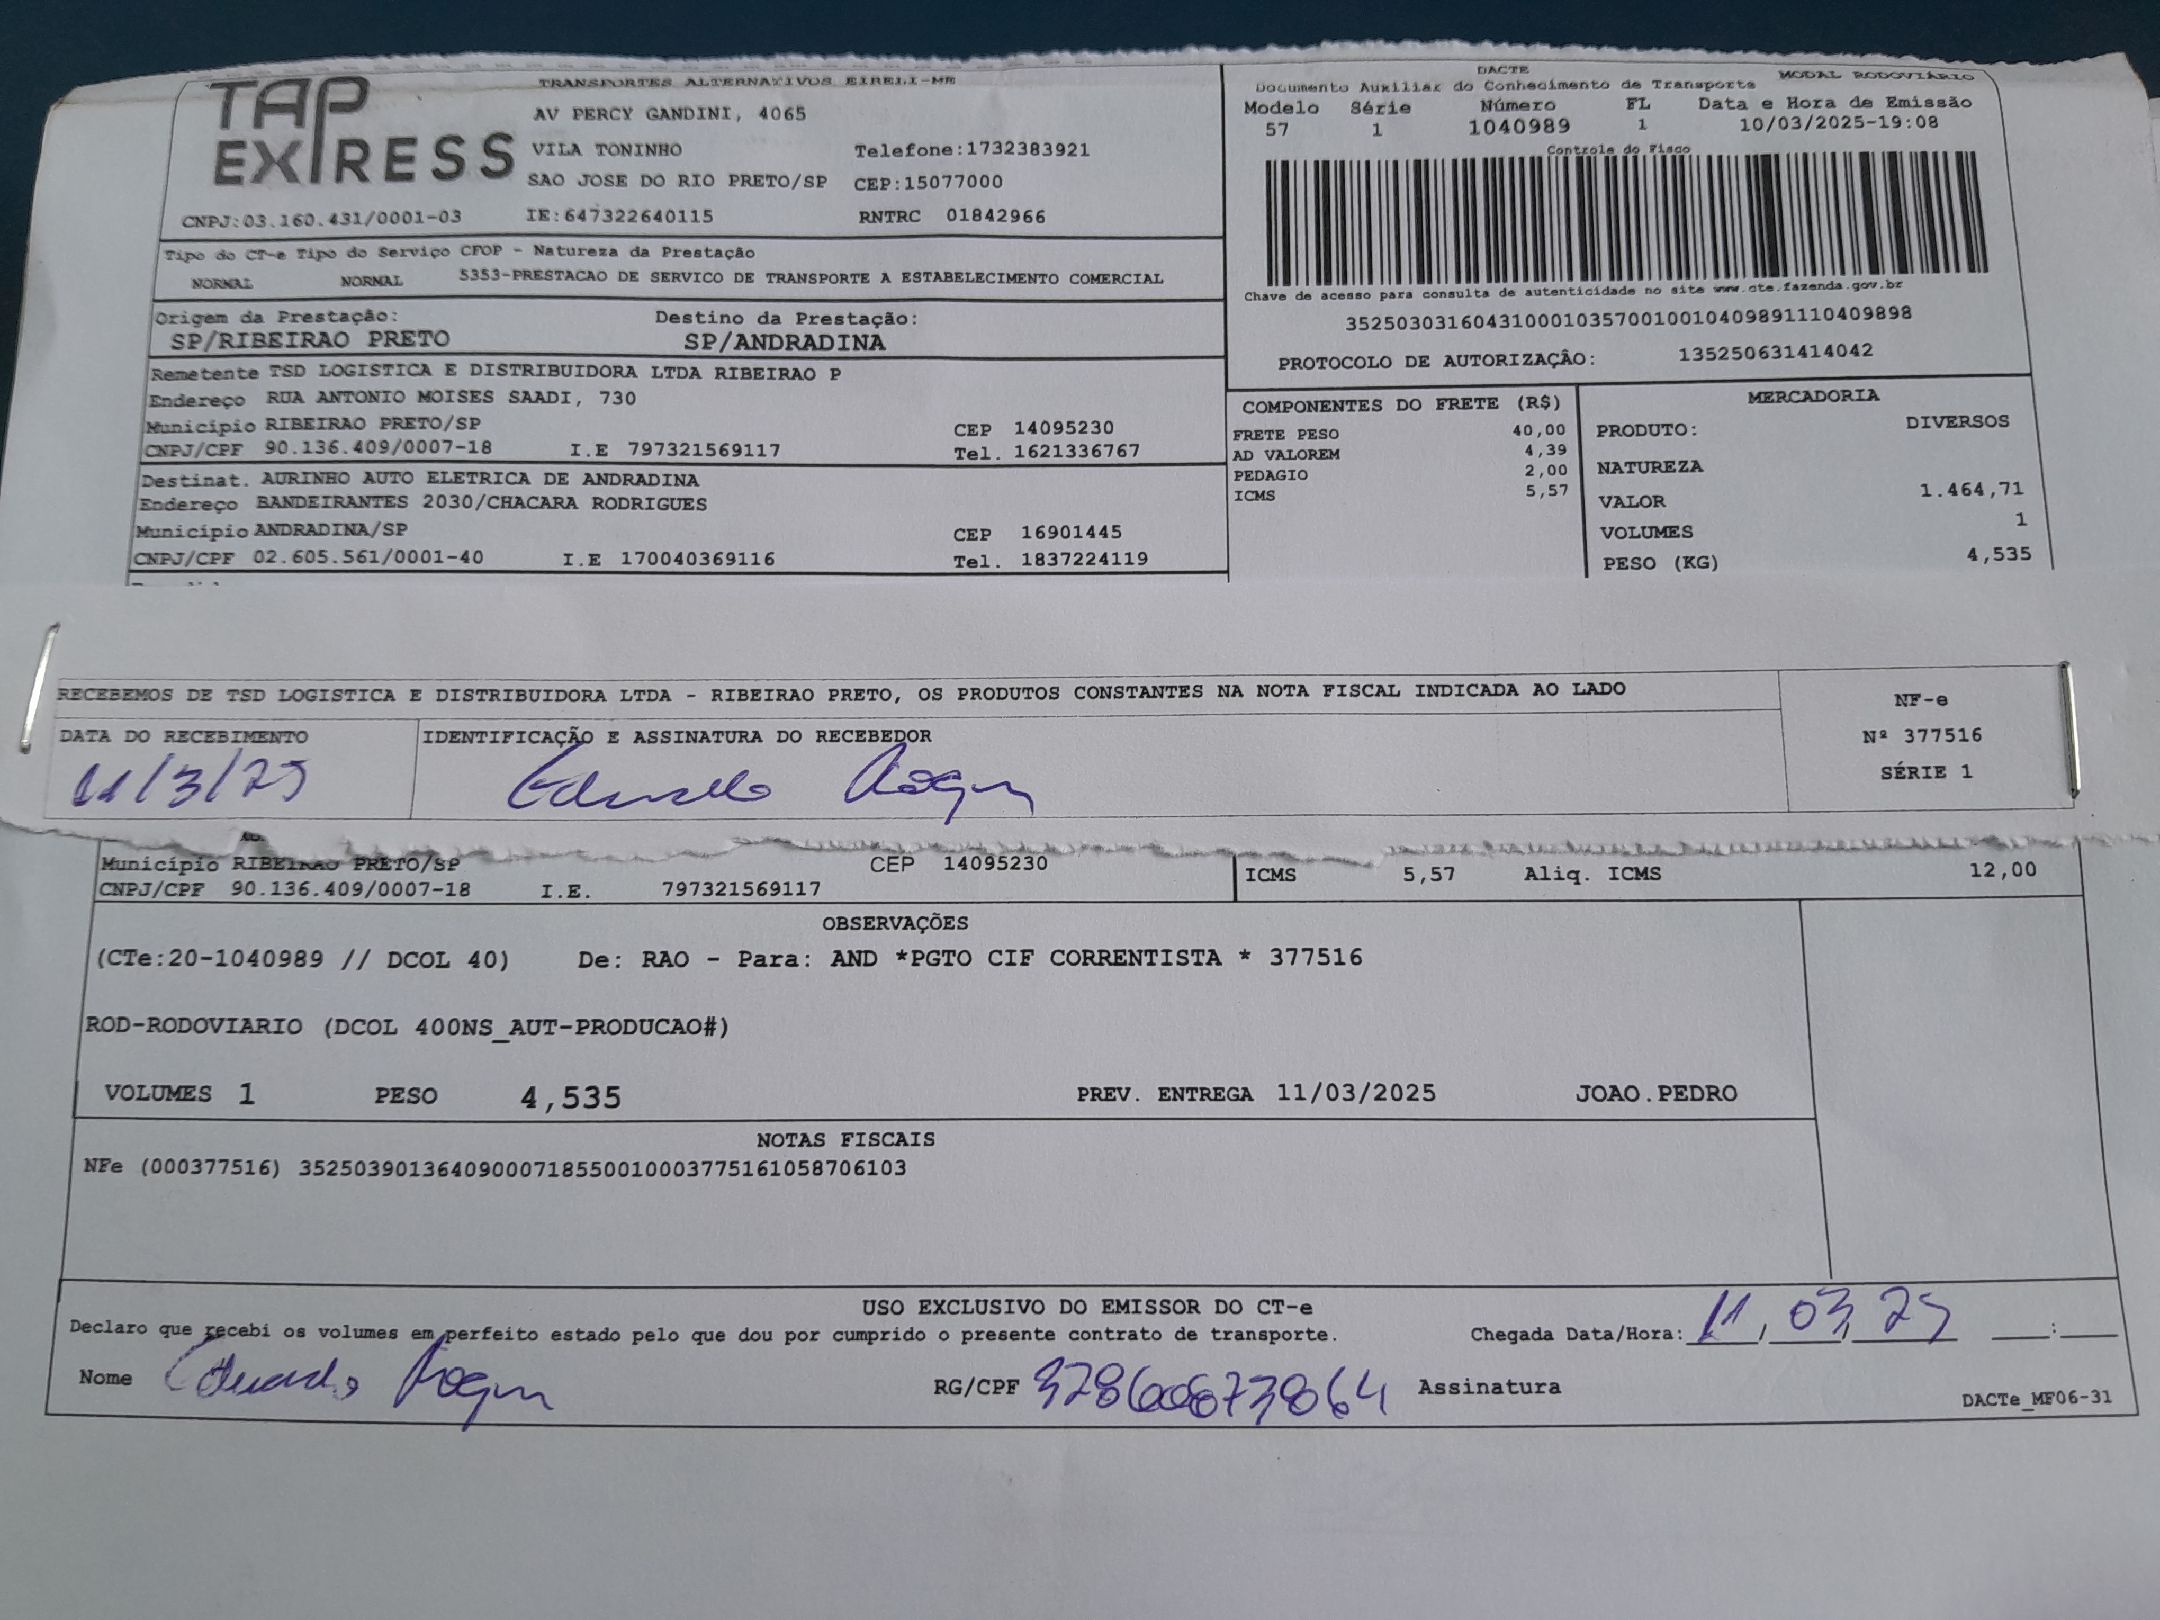 TAP EXPRESS
TRANSPORTES ALTERNATIVOS EIRELI-ME
AV PERCY GANDINI, 4065
VILA TONINHO Telefone:1732383921
SAO JOSE DO RIO PRETO/SP CEP:15077000
CNPJ:03.160.431/0001-03 IE:647322640115 RNTRC 01842966
DACTE MODAL RODOVIÁRIO
Documento Auxiliar do Conhecimento de Transporte
Modelo Série Número FL Data e Hora de Emissão
57 1 1040989 1 10/03/2025-19:08
Controle do Fisco
Chave de acesso para consulta de autenticidade no site www.cte.fazenda.gov.br
35250303160431000103570010010409891110409898
PROTOCOLO DE AUTORIZAÇÃO: 135250631414042
Tipo do CT-e Tipo do Serviço CFOP - Natureza da Prestação
NORMAL NORMAL 5353-PRESTACAO DE SERVICO DE TRANSPORTE A ESTABELECIMENTO COMERCIAL
Origem da Prestação: Destino da Prestação:
SP/RIBEIRAO PRETO SP/ANDRADINA
Remetente TSD LOGISTICA E DISTRIBUIDORA LTDA RIBEIRAO P
Endereço RUA ANTONIO MOISES SAADI, 730
Município RIBEIRAO PRETO/SP CEP 14095230
CNPJ/CPF 90.136.409/0007-18 I.E 797321569117 Tel. 1621336767
Destinat. AURINHO AUTO ELETRICA DE ANDRADINA
Endereço BANDEIRANTES 2030/CHACARA RODRIGUES
Município ANDRADINA/SP CEP 16901445
CNPJ/CPF 02.605.561/0001-40 I.E 170040369116 Tel. 1837224119
COMPONENTES DO FRETE (R$)
FRETE PESO 40,00
AD VALOREM 4,39
PEDAGIO 2,00
ICMS 5,57
MERCADORIA
PRODUTO: DIVERSOS
NATUREZA
VALOR 1.464,71
VOLUMES 1
PESO (KG) 4,535
RECEBEMOS DE TSD LOGISTICA E DISTRIBUIDORA LTDA - RIBEIRAO PRETO, OS PRODUTOS CONSTANTES NA NOTA FISCAL INDICADA AO LADO
DATA DO RECEBIMENTO IDENTIFICAÇÃO E ASSINATURA DO RECEBEDOR
11/3/25 Eduardo
NF-e
Nº 377516
SÉRIE 1
Município RIBEIRAO PRETO/SP CEP 14095230
CNPJ/CPF 90.136.409/0007-18 I.E. 797321569117
ICMS 5,57 Aliq. ICMS 12,00
OBSERVAÇÕES
(CTe:20-1040989 // DCOL 40) De: RAO - Para: AND *PGTO CIF CORRENTISTA * 377516
ROD-RODOVIARIO (DCOL 400NS_AUT-PRODUCAO#)
VOLUMES 1 PESO 4,535 PREV. ENTREGA 11/03/2025 JOAO.PEDRO
NOTAS FISCAIS
NFe (000377516) 35250390136409000718550010003775161058706103
USO EXCLUSIVO DO EMISSOR DO CT-e
Declaro que recebi os volumes em perfeito estado pelo que dou por cumprido o presente contrato de transporte. Chegada Data/Hora: 11/03/25 :
Nome Eduardo RG/CPF Assinatura
DACTe_MF06-31